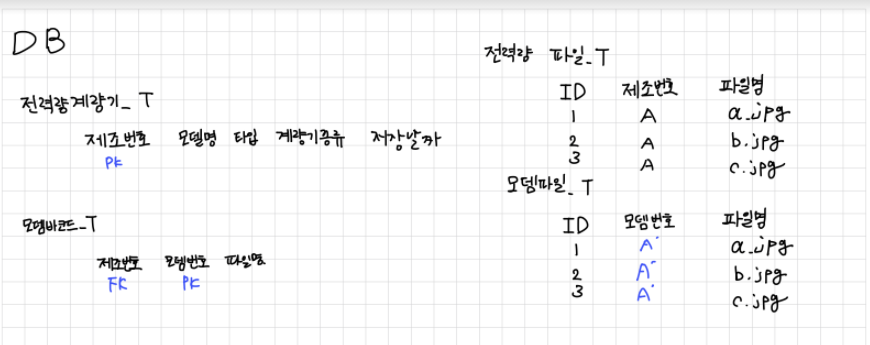 DB
전력량계량기_T
제조번호 모델명 타입 계량기종류 저장날짜
PK
모뎀바코드_T
제조번호 모뎀번호 파일명
FK PK
전력량 파일_T
ID 제조번호 파일명
1 A a.jpg
2 A b.jpg
3 A c.jpg
모뎀파일_T
ID 모뎀번호 파일명
1 A' a.jpg
2 A' b.jpg
3 A' c.jpg